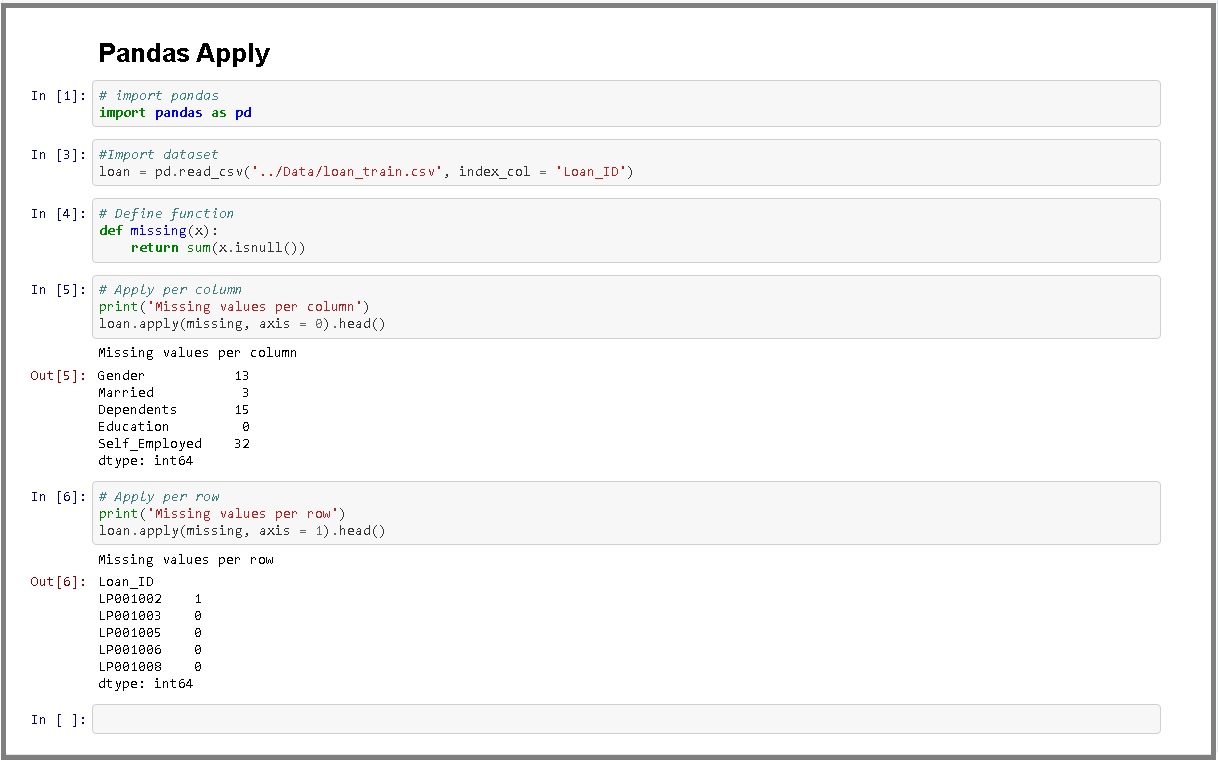 Pandas Apply
In [1]: # import pandas
import pandas as pd
In [3]: #Import dataset
loan = pd.read_csv('../Data/loan_train.csv', index_col = 'Loan_ID')
In [4]: # Define function
def missing(x):
    return sum(x.isnull())
In [5]: # Apply per column
print('Missing values per column')
loan.apply(missing, axis = 0).head()
Missing values per column
Out[5]: Gender 13
Married 3
Dependents 15
Education 0
Self_Employed 32
dtype: int64
In [6]: # Apply per row
print('Missing values per row')
loan.apply(missing, axis = 1).head()
Missing values per row
Out[6]: Loan_ID
LP001002 1
LP001003 0
LP001005 0
LP001006 0
LP001008 0
dtype: int64
In [ ]: